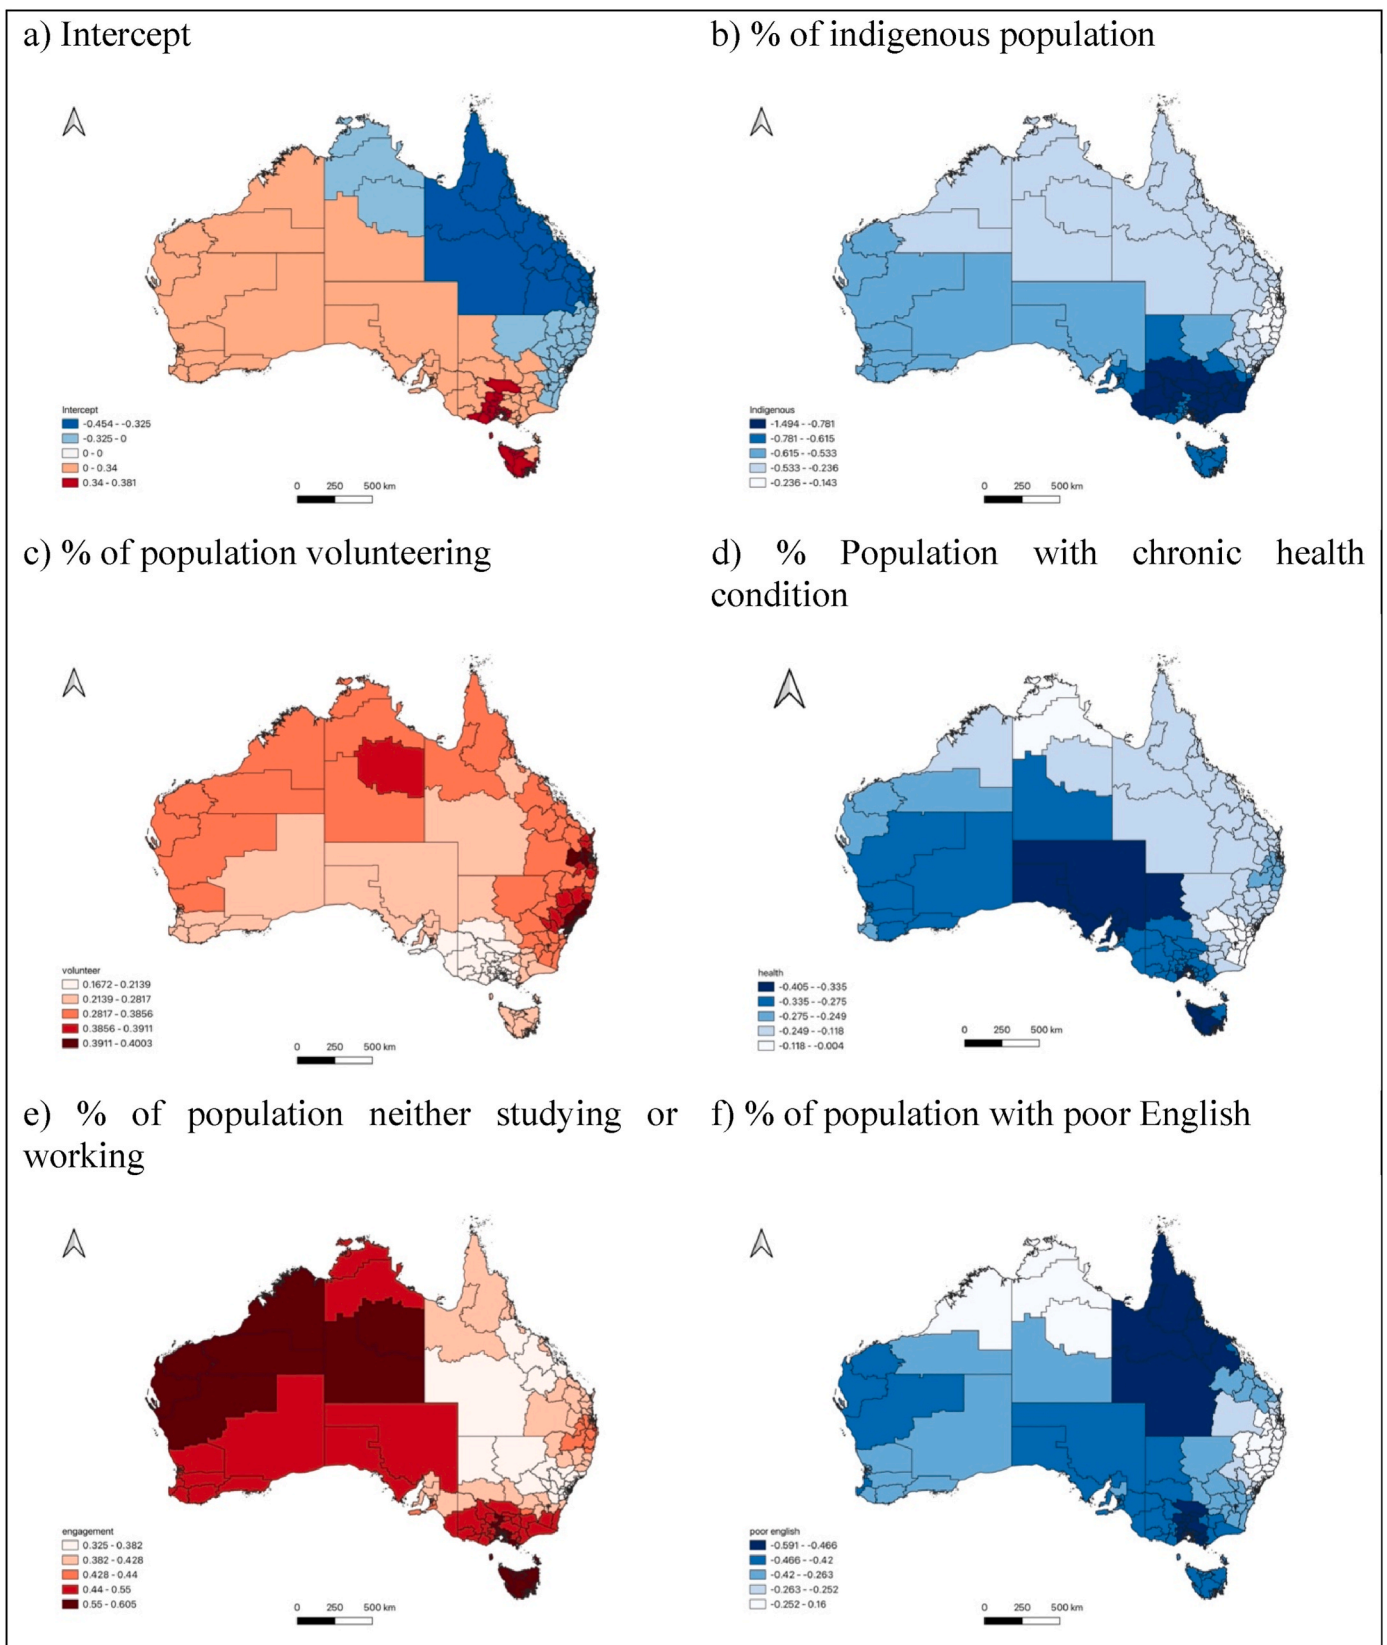 a) Intercept
b) % of indigenous population
Intercept
-0.454 - -0.325
-0.325 - 0
0 - 0
0 - 0.34
0.34 - 0.381
0 250 500 km
Indigenous
-1.494 - -0.781
-0.781 - -0.615
-0.615 - -0.533
-0.533 - -0.236
-0.236 - -0.143
0 250 500 km
c) % of population volunteering
d) % Population with chronic health
condition
volunteer
0.1672 - 0.2139
0.2139 - 0.2817
0.2817 - 0.3856
0.3856 - 0.3911
0.3911 - 0.4003
0 250 500 km
health
-0.405 - -0.335
-0.335 - -0.275
-0.275 - -0.249
-0.249 - -0.118
-0.118 - -0.004
0 250 500 km
e) % of population neither studying or
working
f) % of population with poor English
engagement
0.325 - 0.382
0.382 - 0.428
0.428 - 0.44
0.44 - 0.55
0.55 - 0.605
0 250 500 km
poor english
-0.591 - -0.466
-0.466 - -0.42
-0.42 - -0.263
-0.263 - -0.252
-0.252 - 0.16
0 250 500 km